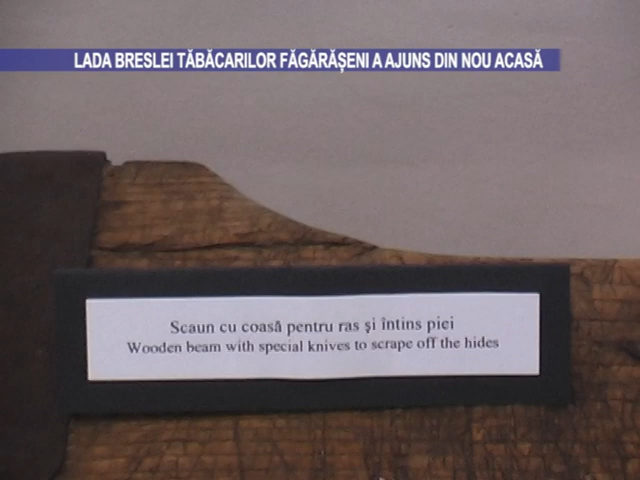 LADA BRESLEI TĂBĂCARILOR FĂGĂRĂȘENI A AJUNS DIN NOU ACASĂ
Scaun cu coasă pentru ras şi întins piei
Wooden beam with special knives to scrape off the hides